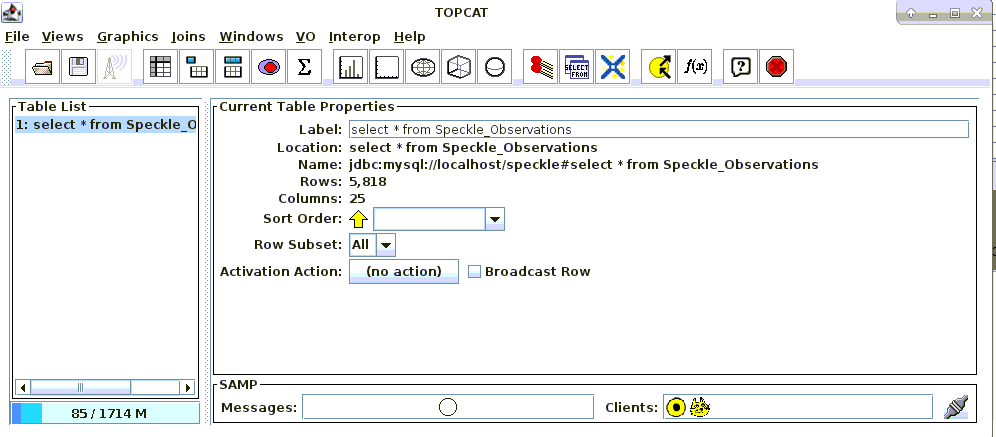 TOPCAT
File Views Graphics Joins Windows VO Interop Help
SELECT FROM f(x) ?
Table List
1: select * from Speckle_O
85 / 1714 M
Current Table Properties
Label: select * from Speckle_Observations
Location: select * from Speckle_Observations
Name: jdbc:mysql://localhost/speckle#select * from Speckle_Observations
Rows: 5,818
Columns: 25
Sort Order:
Row Subset: All
Activation Action: (no action) Broadcast Row
SAMP
Messages: Clients: